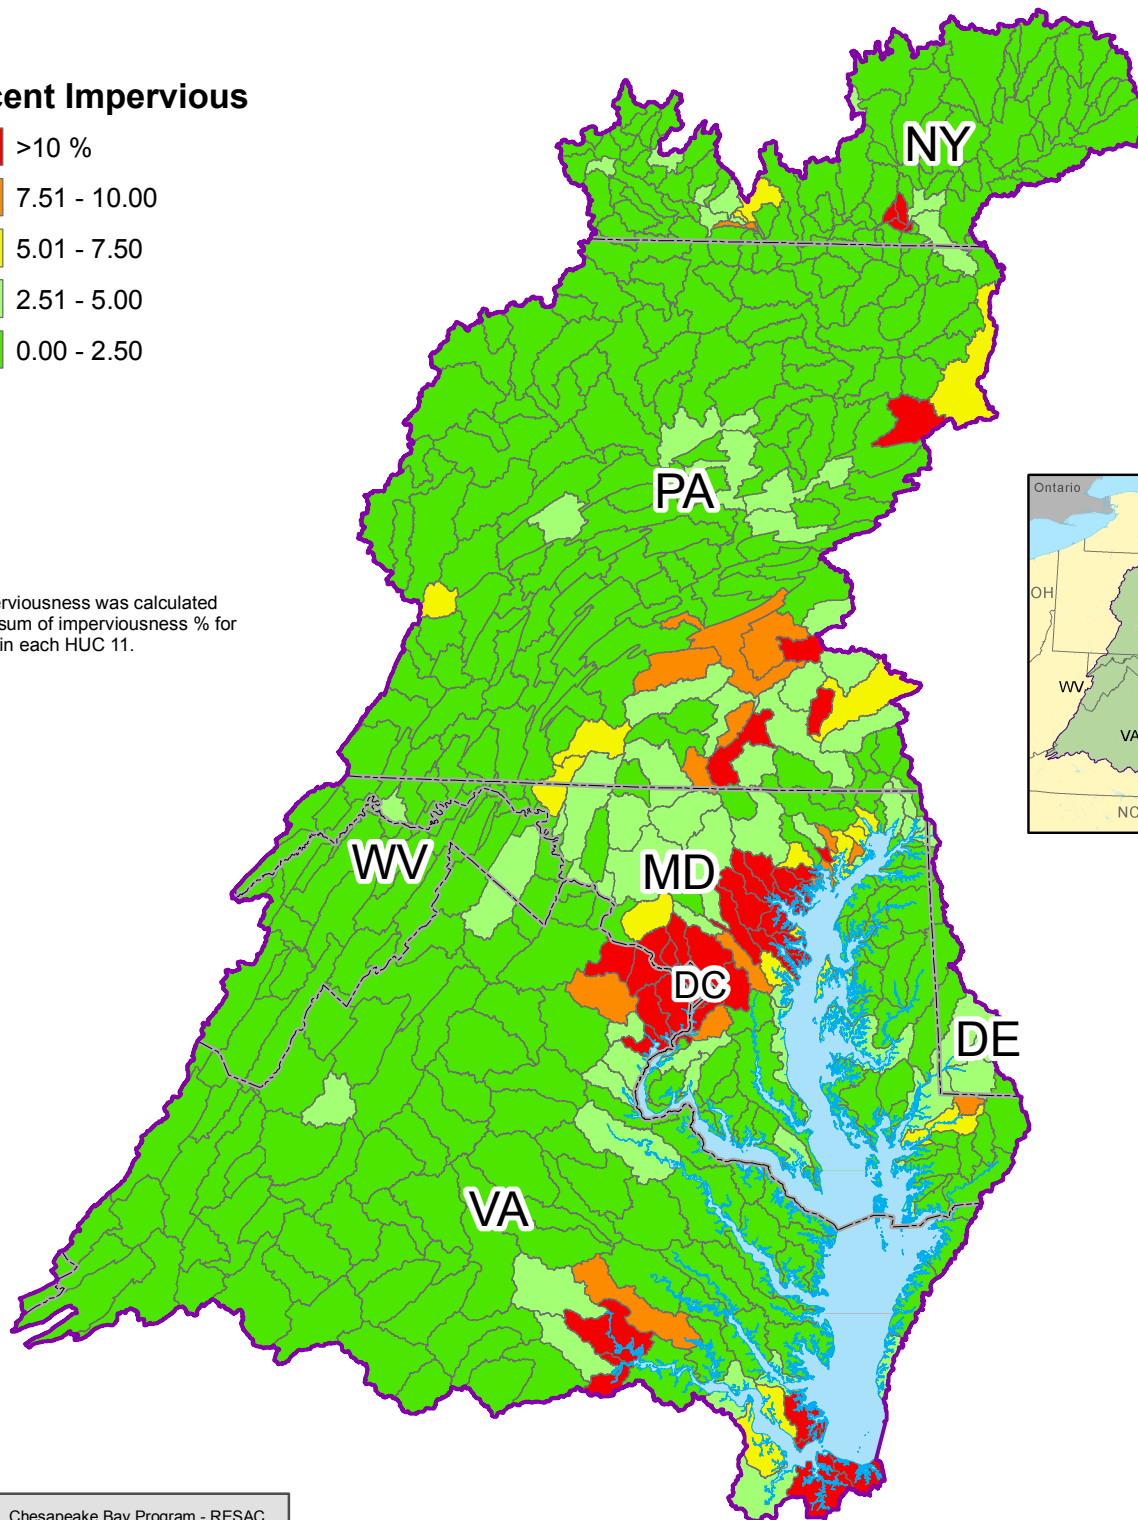 cent Impervious
>10 %
7.51 - 10.00
5.01 - 7.50
2.51 - 5.00
0.00 - 2.50
NY
PA
Ontario
OH
WV
VA
NC
erviousness was calculated
sum of imperviousness % for
in each HUC 11.
WV
MD
DC
DE
VA
Chesapeake Bay Program - RESAC